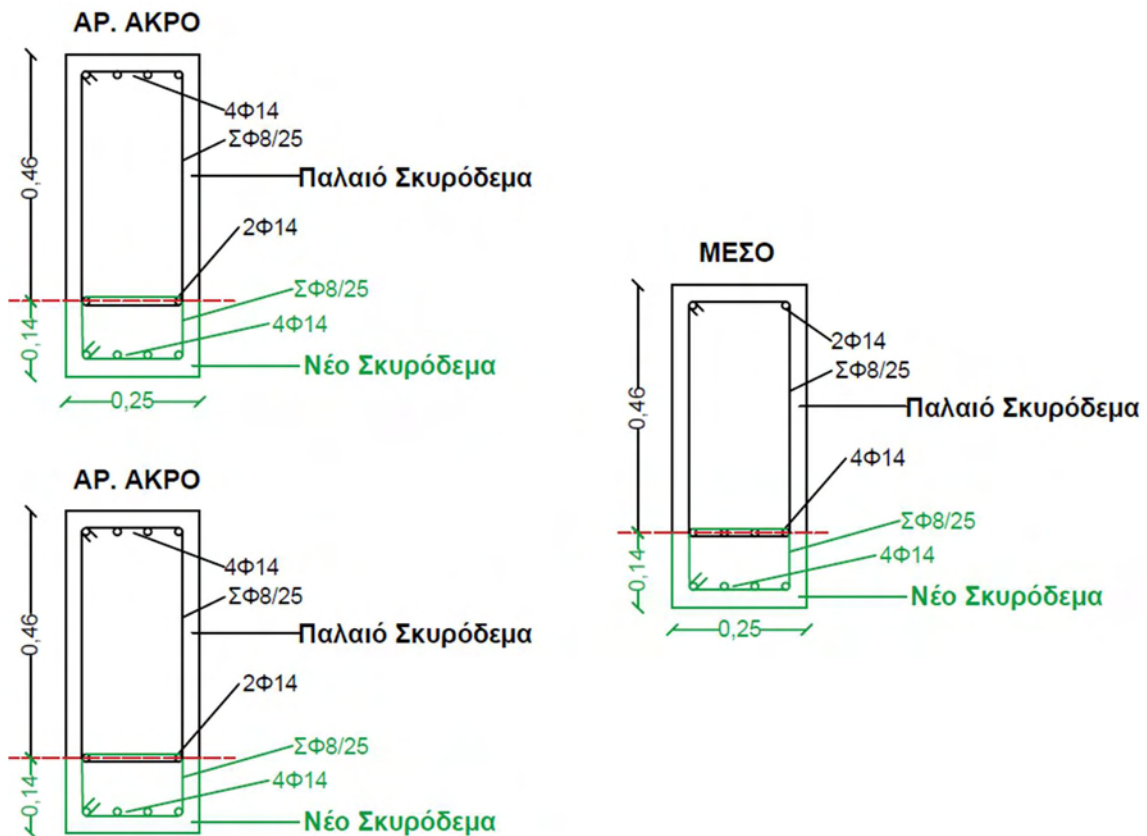 ΑΡ. ΑΚΡΟ
4Φ14
ΣΦ8/25
0,46
Παλαιό Σκυρόδεμα
2Φ14
ΣΦ8/25
0,14
4Φ14
Νέο Σκυρόδεμα
0,25
ΜΕΣΟ
2Φ14
ΣΦ8/25
0,46
Παλαιό Σκυρόδεμα
4Φ14
ΣΦ8/25
0,14
4Φ14
Νέο Σκυρόδεμα
0,25
ΑΡ. ΑΚΡΟ
4Φ14
ΣΦ8/25
0,46
Παλαιό Σκυρόδεμα
2Φ14
ΣΦ8/25
0,14
4Φ14
Νέο Σκυρόδεμα